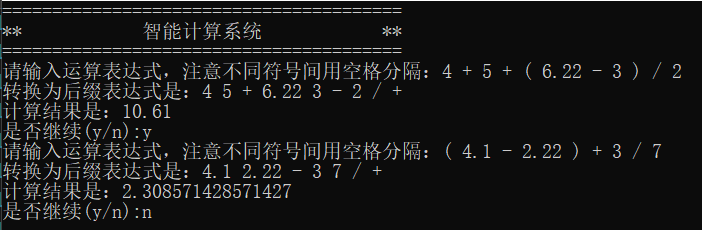 ========================================
**            智能计算系统            **
========================================
请输入运算表达式，注意不同符号间用空格分隔：4 + 5 + ( 6.22 - 3 ) / 2
转换为后缀表达式是：4 5 + 6.22 3 - 2 / +
计算结果是：10.61
是否继续(y/n):y
请输入运算表达式，注意不同符号间用空格分隔：( 4.1 - 2.22 ) + 3 / 7
转换为后缀表达式是：4.1 2.22 - 3 7 / +
计算结果是：2.308571428571427
是否继续(y/n):n